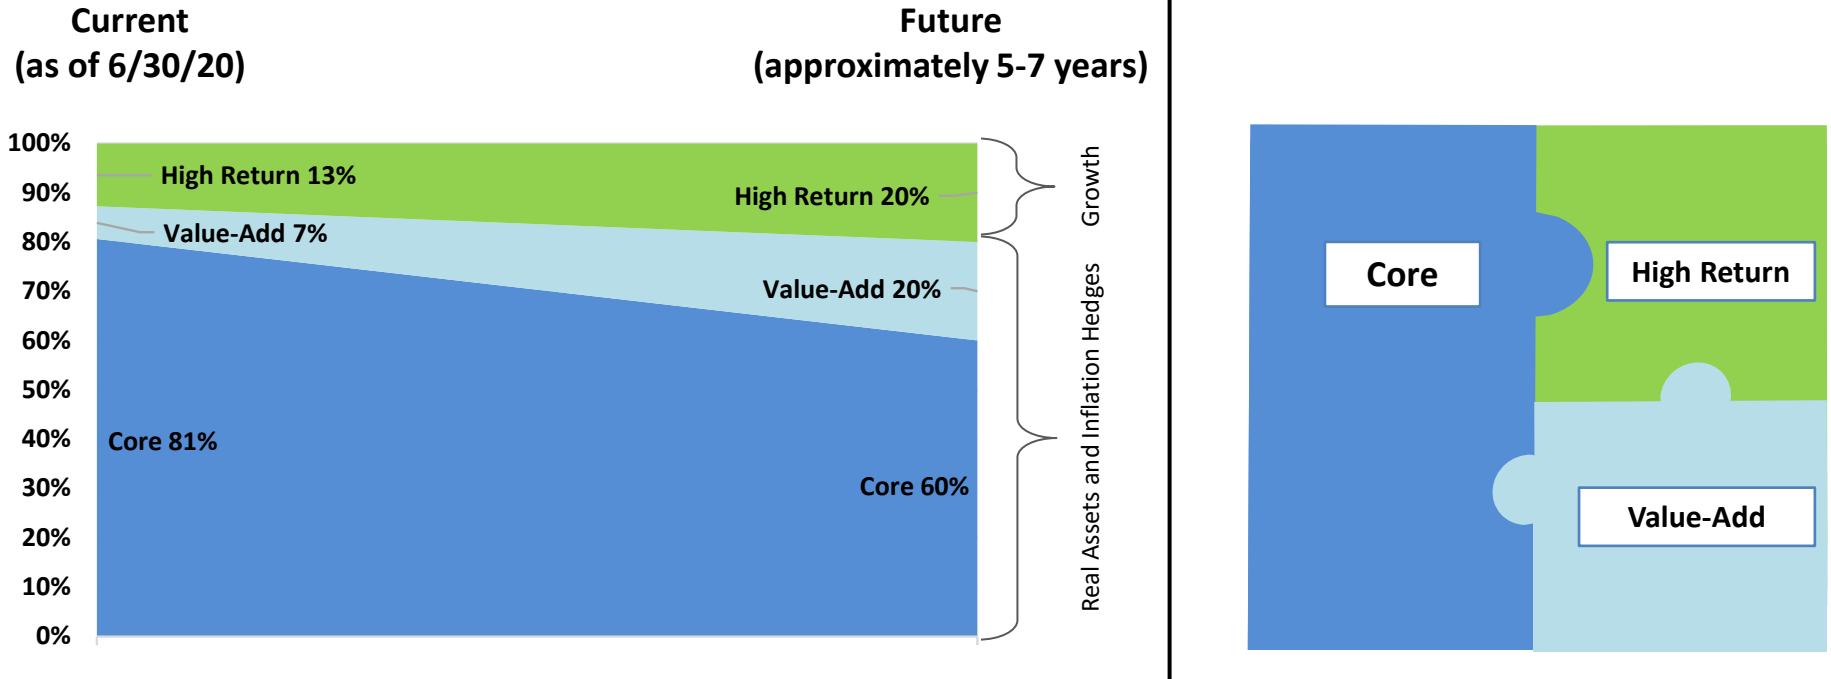 Current
(as of 6/30/20)
Future
(approximately 5-7 years)
100%
90%
80%
70%
60%
50%
40%
30%
20%
10%
0%
High Return 13%
Value-Add 7%
Core 81%
High Return 20%
Value-Add 20%
Core 60%
Growth
Real Assets and Inflation Hedges
Core
High Return
Value-Add